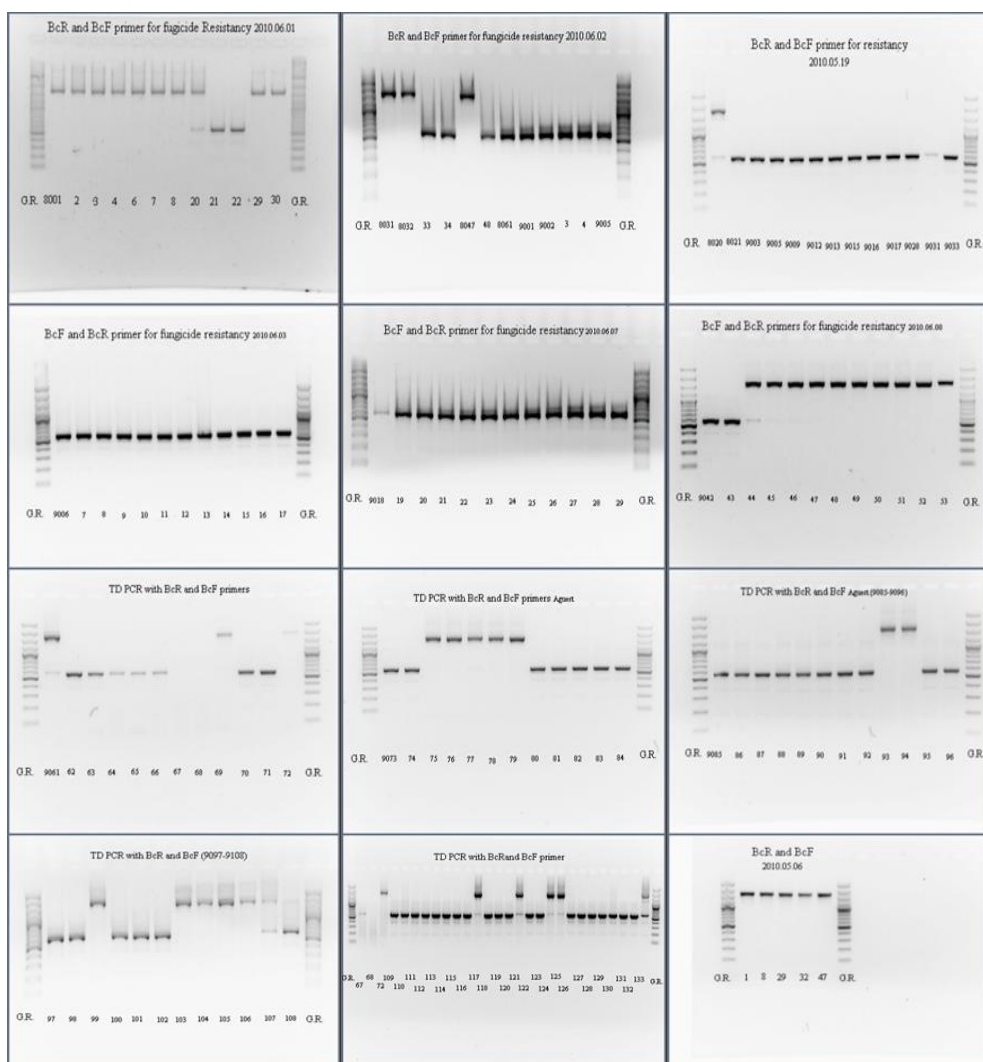 BcR and BcF primer for fugicide Resistancy 2010.06.01
G.R. 8001 2 3 4 6 7 8 20 21 22 29 30 G.R.
BcR and BcF primer for fungicide resistancy 2010.06.02
G.R. 8031 8032 33 34 8047 48 8061 9001 9002 3 4 9005 G.R.
BcR and BcF primer for resistancy
2010.05.19
G.R. 8020 8021 9003 9005 9009 9012 9013 9015 9016 9017 9028 9031 9033 G.R.
BcF and BcR primer for fungicide resistancy 2010.06.03
G.R. 9006 7 8 9 10 11 12 13 14 15 16 17 G.R.
BcF and BcR primer for fungicide resistancy 2010.06.07
G.R. 9018 19 20 21 22 23 24 25 26 27 28 29 G.R.
BcF and BcR primers for fungicide resistancy 2010.06.08
G.R. 9042 43 44 45 46 47 48 49 50 51 52 53 G.R.
TD PCR with BcR and BcF primers
G.R. 9061 62 63 64 65 66 67 68 69 70 71 72 G.R.
TD PCR with BcR and BcF primers Aguest
G.R. 9073 74 75 76 77 78 79 80 81 82 83 84 G.R.
TD PCR with BcR and BcF Aguest (9085-9096)
G.R. 9085 86 87 88 89 90 91 92 93 94 95 96 G.R.
TD PCR with BcR and BcF (9097-9108)
G.R. 97 98 99 100 101 102 103 104 105 106 107 108 G.R.
TD PCR with BcRand BcF primer
G.R. 68 109 111 113 115 117 119 121 123 125 127 129 131 133 G.R.
67 72 110 112 114 116 118 120 122 124 126 128 130 132
BcR and BcF
2010.05.06
G.R. 1 8 29 32 47 G.R.